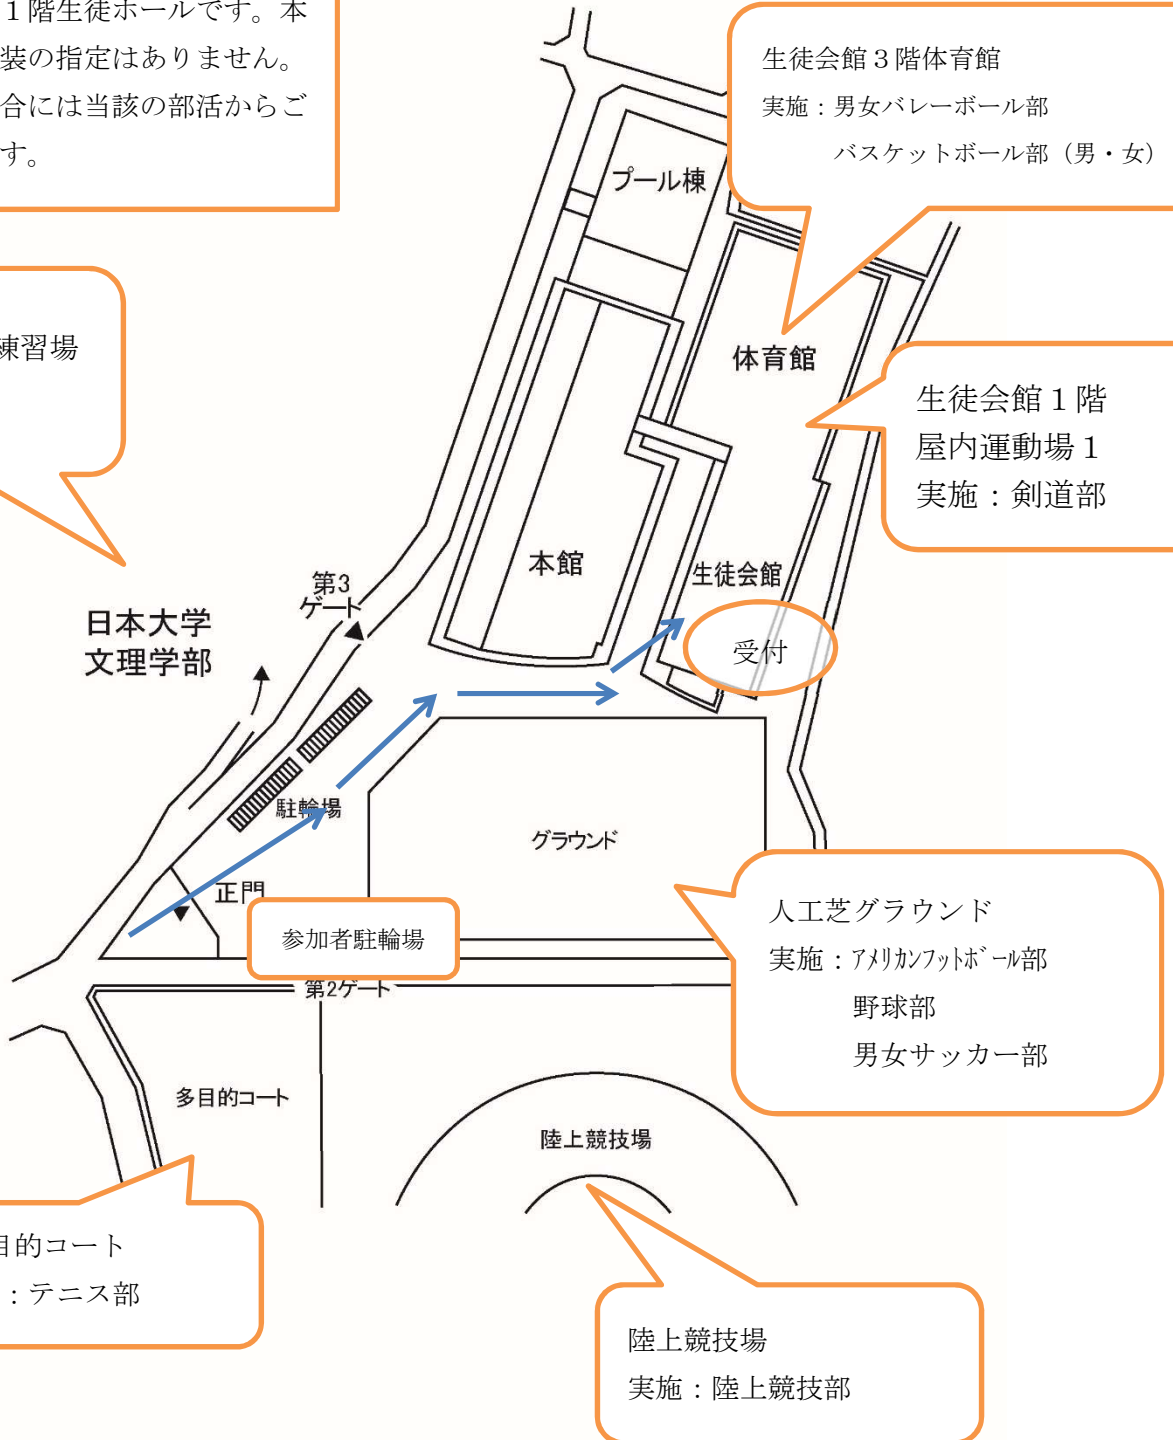 １階生徒ホールです。本
装の指定はありません。
合には当該の部活からご
す。
生徒会館３階体育館
実施：男女バレーボール部
バスケットボール部（男・女）
プール棟
練習場
体育館
生徒会館１階
屋内運動場１
実施：剣道部
本館
生徒会館
第3
ゲート
日本大学
文理学部
受付
駐輪場
グラウンド
正門
参加者駐輪場
人工芝グラウンド
実施：ｱﾒﾘｶﾝﾌｯﾄﾎﾞｰﾙ部
野球部
男女サッカー部
第2ゲート
多目的コート
陸上競技場
目的コート
：テニス部
陸上競技場
実施：陸上競技部